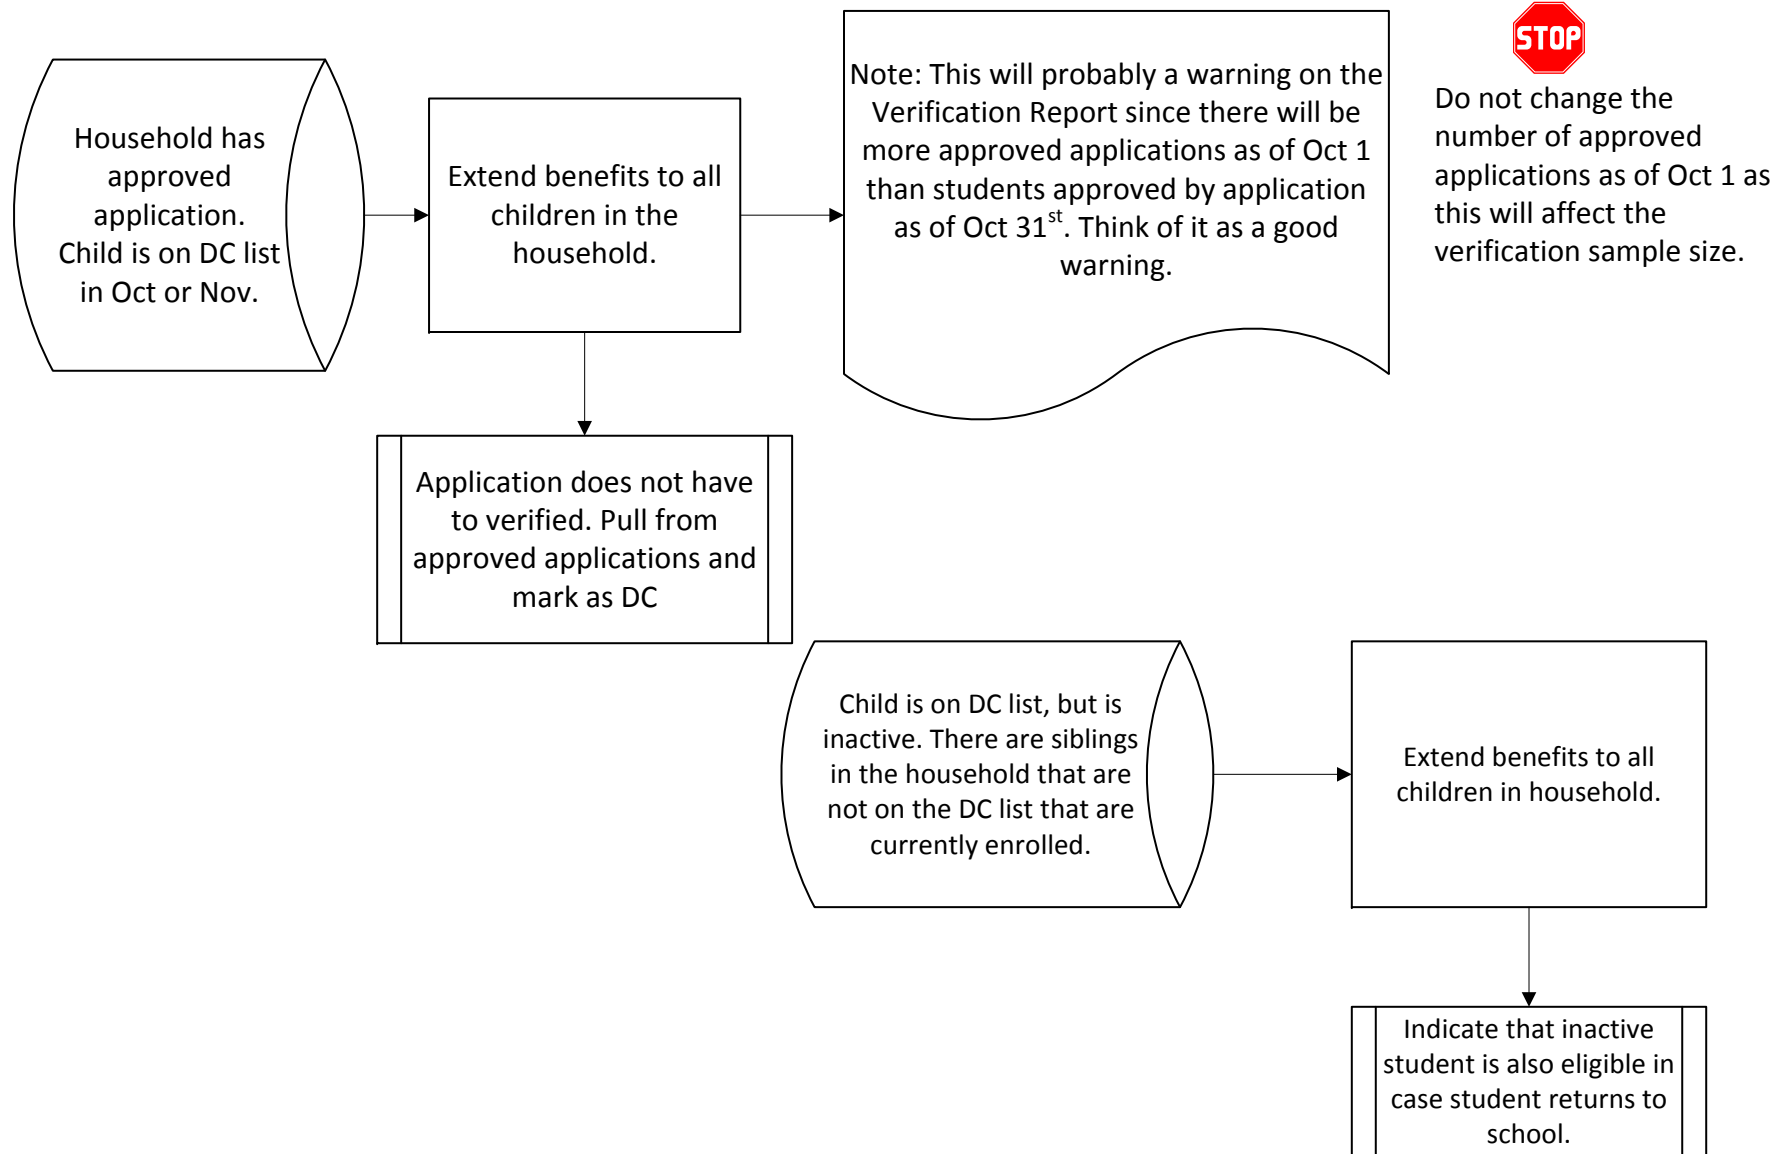 Household has
approved
application.
Child is on DC list
in Oct or Nov.
Extend benefits to all
children in the
household.
Note: This will probably a warning on the
Verification Report since there will be
more approved applications as of Oct 1
than students approved by application
as of Oct 31st. Think of it as a good
warning.
STOP
Do not change the
number of approved
applications as of Oct 1 as
this will affect the
verification sample size.
Application does not have
to verified. Pull from
approved applications and
mark as DC
Child is on DC list, but is
inactive. There are siblings
in the household that are
not on the DC list that are
currently enrolled.
Extend benefits to all
children in household.
Indicate that inactive
student is also eligible in
case student returns to
school.